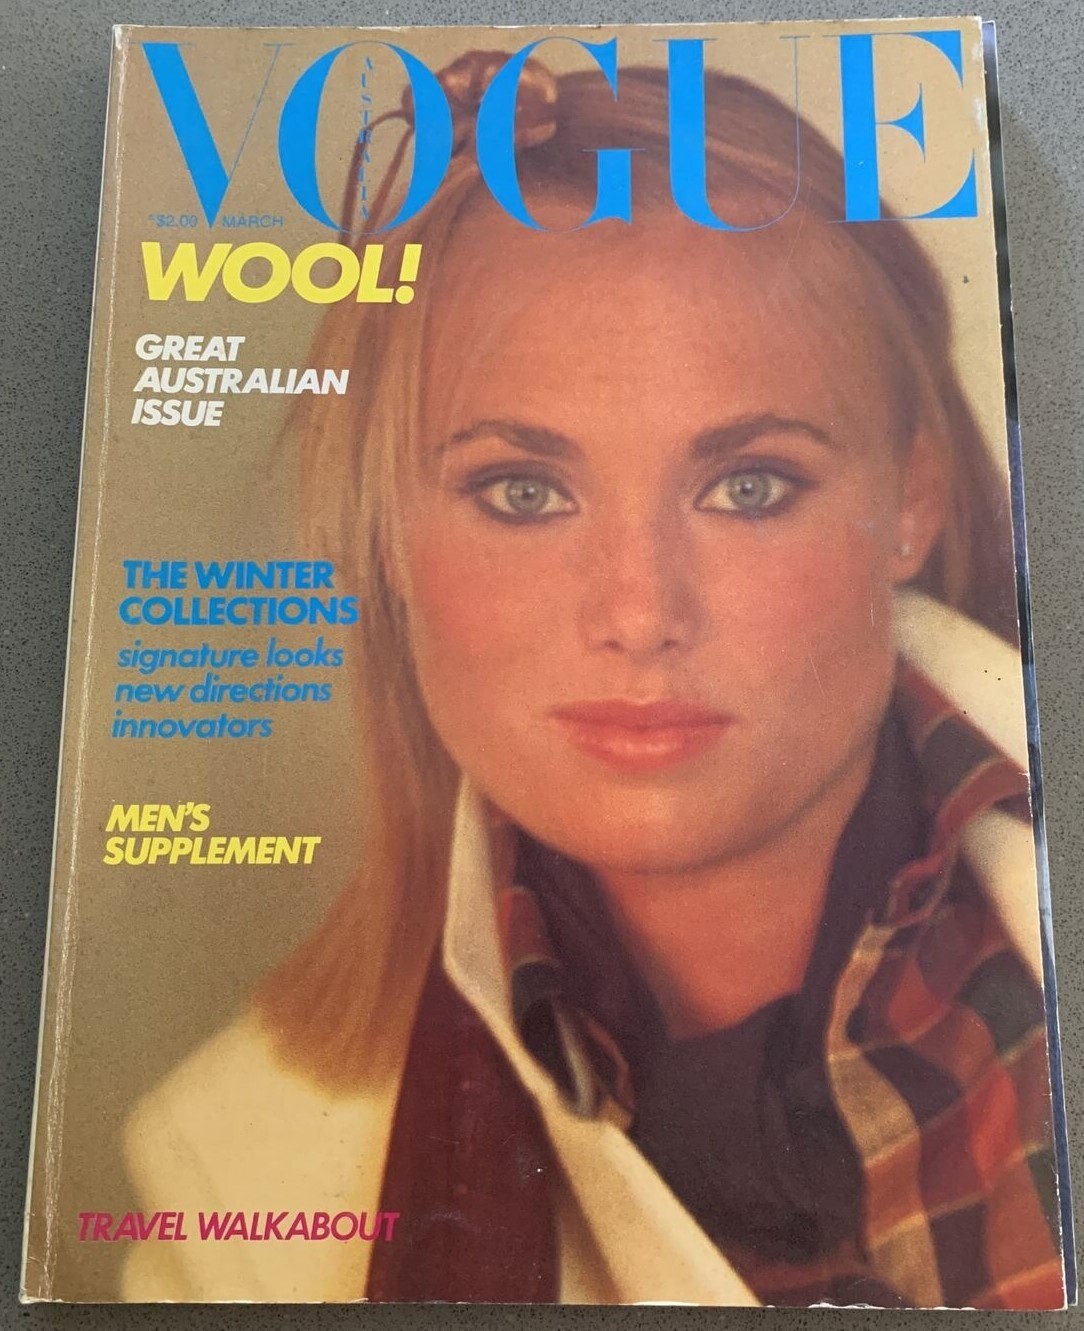 VOGUE
AUSTRALIA
*$2.00 MARCH
WOOL!
GREAT
AUSTRALIAN
ISSUE
THE WINTER
COLLECTIONS
signature looks
new directions
innovators
MEN'S
SUPPLEMENT
TRAVEL WALKABOUT